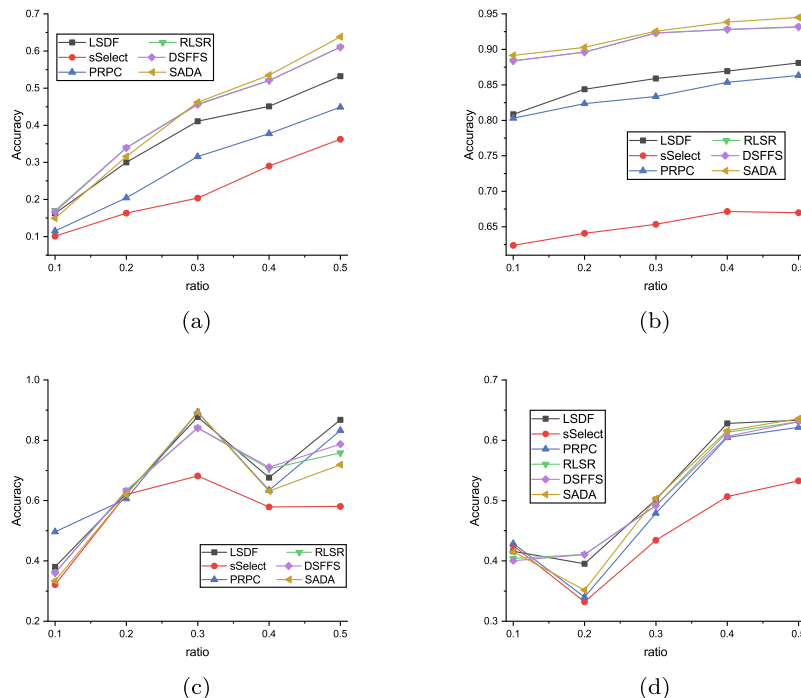 0.7
0.6
0.5
0.4
0.3
0.2
0.1
Accuracy
LSDF RLSR
sSelect DSFFS
PRPC SADA
0.1 0.2 0.3 0.4 0.5
ratio
(a)
0.95
0.90
0.85
0.80
0.75
0.70
0.65
Accuracy
LSDF RLSR
sSelect DSFFS
PRPC SADA
0.1 0.2 0.3 0.4 0.5
ratio
(b)
1.0
0.8
0.6
0.4
0.2
Accuracy
LSDF RLSR
sSelect DSFFS
PRPC SADA
0.1 0.2 0.3 0.4 0.5
ratio
(c)
0.7
0.6
0.5
0.4
0.3
Accuracy
LSDF
sSelect
PRPC
RLSR
DSFFS
SADA
0.1 0.2 0.3 0.4 0.5
ratio
(d)